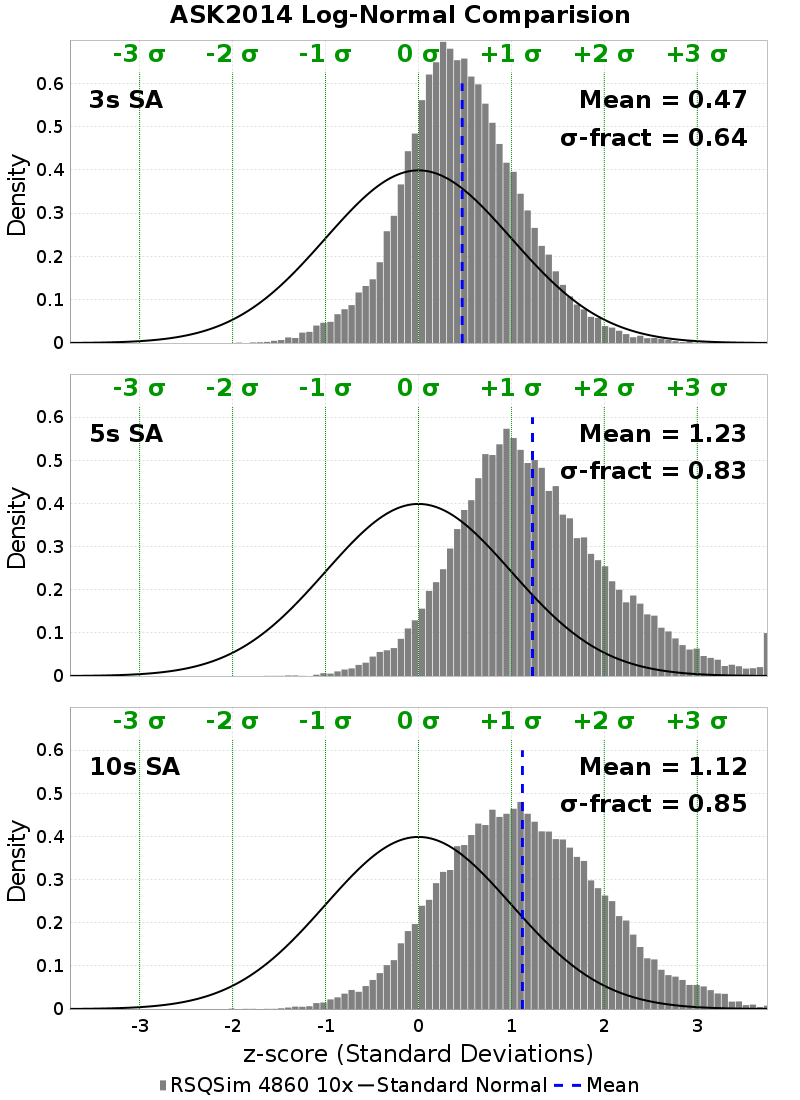 ASK2014 Log-Normal Comparision
-3 σ -2 σ -1 σ 0 σ +1 σ +2 σ +3 σ
0.6
3s SA Mean = 0.47
0.5
σ-fract = 0.64
0.4
0.3
0.2
0.1
0
Density
-3 σ -2 σ -1 σ 0 σ +1 σ +2 σ +3 σ
0.6
5s SA Mean = 1.23
0.5
σ-fract = 0.83
0.4
0.3
0.2
0.1
0
Density
-3 σ -2 σ -1 σ 0 σ +1 σ +2 σ +3 σ
0.6
10s SA Mean = 1.12
0.5
σ-fract = 0.85
0.4
0.3
0.2
0.1
0
Density
-3 -2 -1 0 1 2 3
z-score (Standard Deviations)
RSQSim 4860 10x Standard Normal Mean